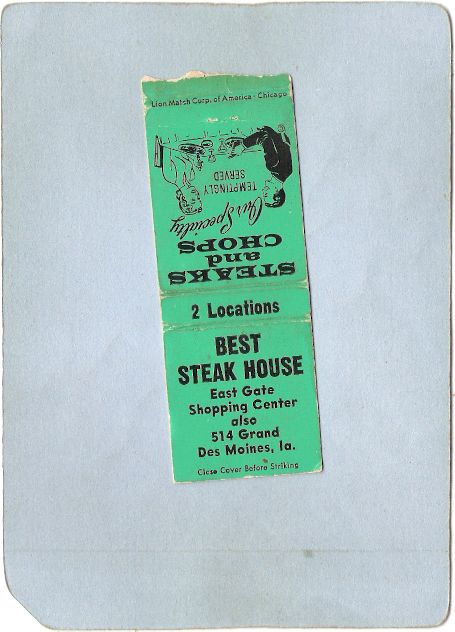 Lion Match Corp. of America - Chicago
STEAKS
and
CHOPS
Our Specialty
TEMPTINGLY
SERVED
2 Locations
BEST
STEAK HOUSE
East Gate
Shopping Center
also
514 Grand
Des Moines, Ia.
Close Cover Before Striking